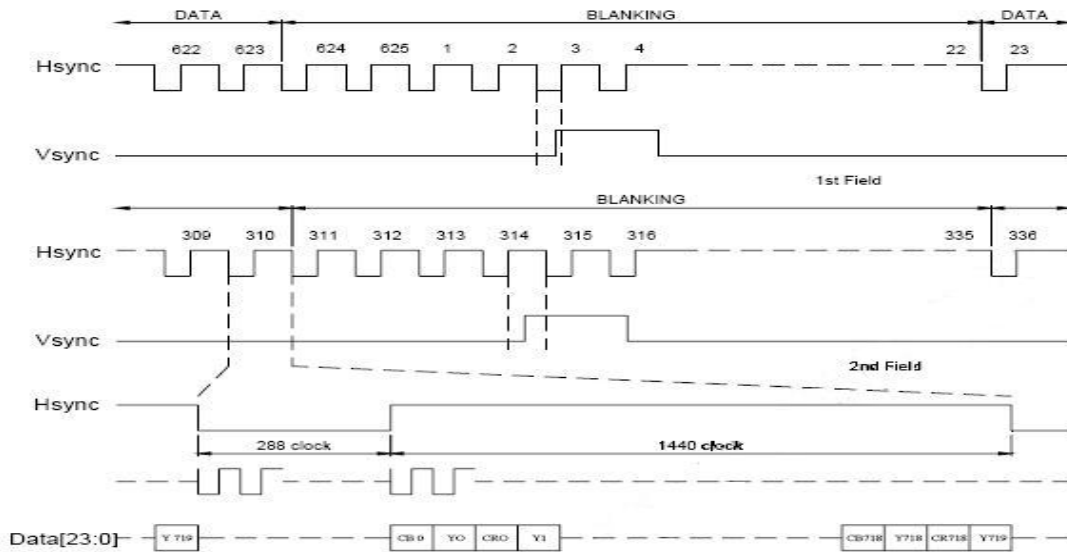 DATA BLANKING DATA
622 623 624 625 1 2 3 4 22 23
Hsync
Vsync
1st Field
BLANKING
309 310 311 312 313 314 315 316 335 336
Hsync
Vsync
2nd Field
Hsync
288 clock 1440 clock
Data[23:0] Y 719 CB 0 YO CRO Y1 CB718 Y718 CR718 Y719